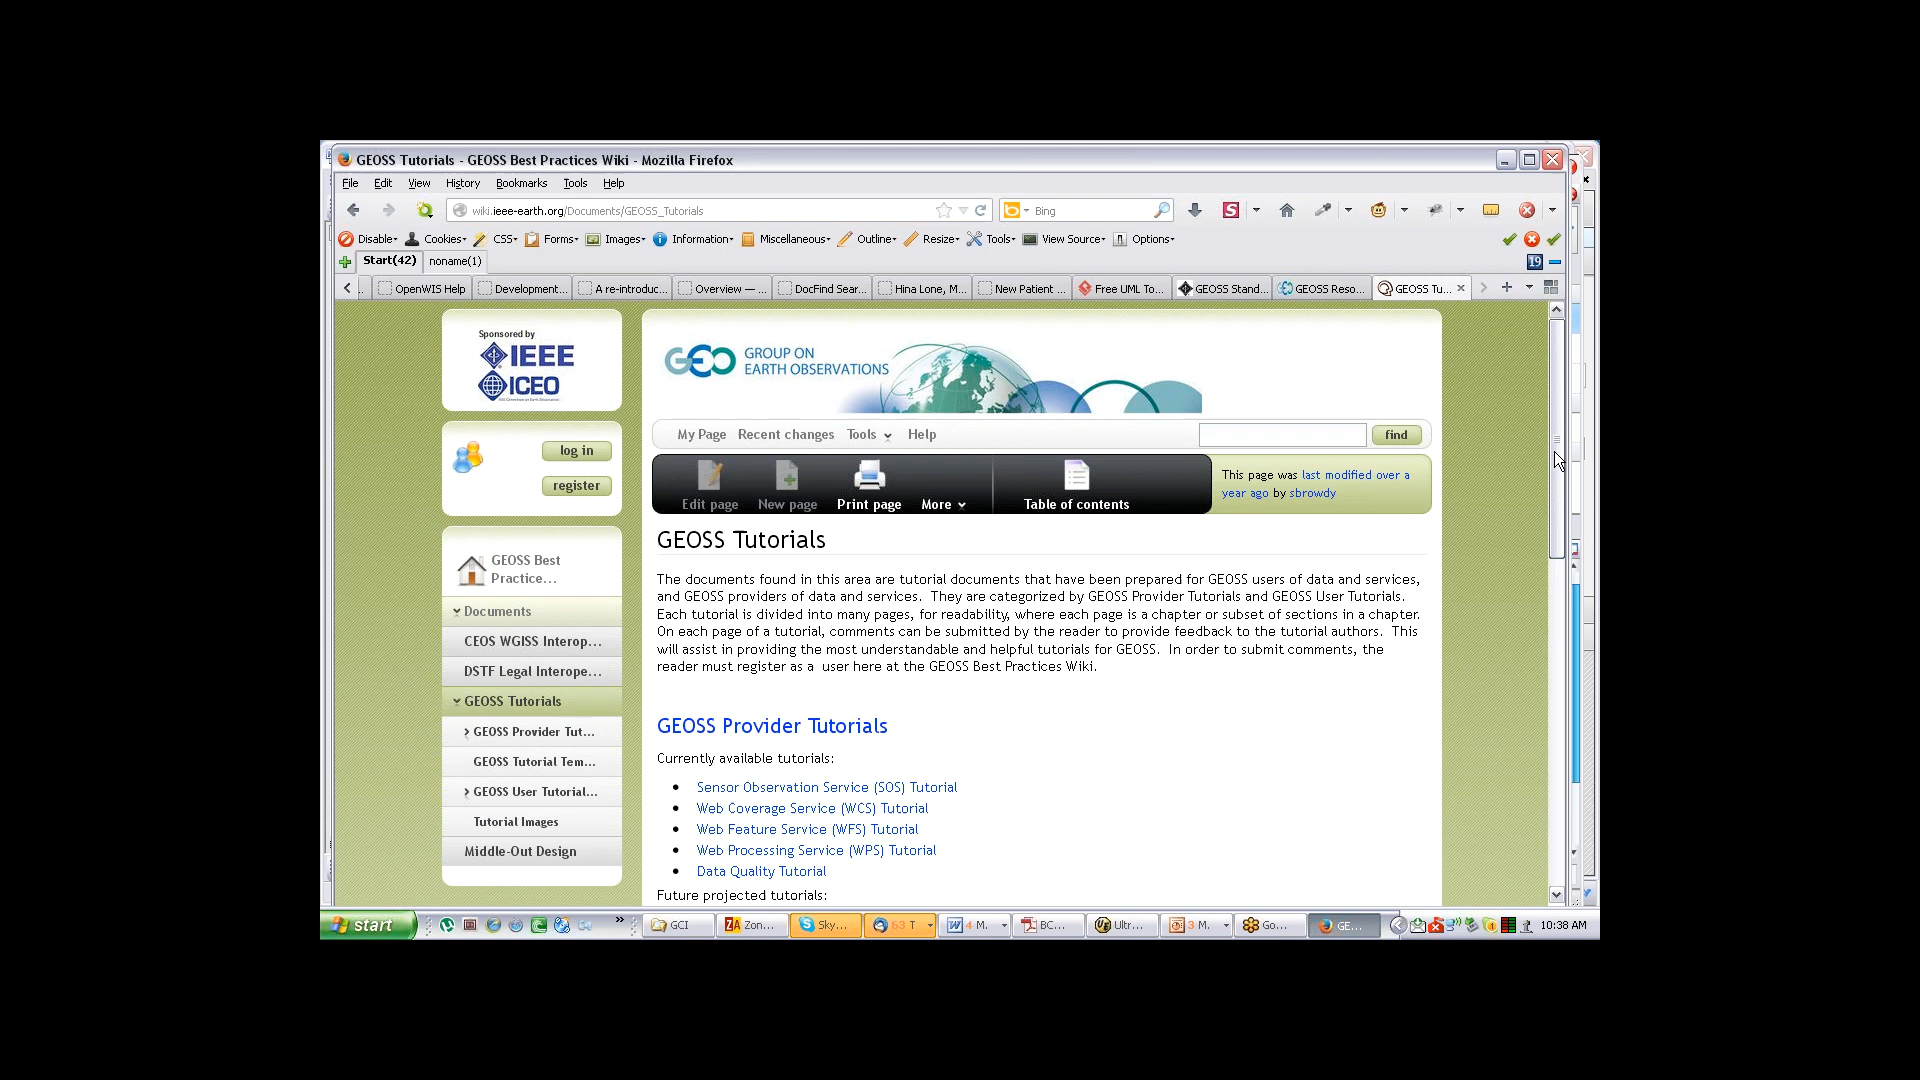 GEOSS Tutorials - GEOSS Best Practices Wiki - Mozilla Firefox
File Edit View History Bookmarks Tools Help
wiki.ieee-earth.org/Documents/GEOSS_Tutorials
Bing
Disable Cookies CSS Forms Images Information Miscellaneous Outline Resize Tools View Source Options
Start(42) noname(1) 19
OpenWIS Help Development... A re-introduc... Overview — ... DocFind Sear... Hina Lone, M... New Patient ... Free UML To... GEOSS Stand... GEOSS Reso... GEOSS Tu...
Sponsored by
IEEE
ICEO
log in
register
GEOSS Best
Practice...
Documents
CEOS WGISS Interop...
DSTF Legal Interope...
GEOSS Tutorials
GEOSS Provider Tut...
GEOSS Tutorial Tem...
GEOSS User Tutorial...
Tutorial Images
Middle-Out Design
GEO GROUP ON
EARTH OBSERVATIONS
My Page Recent changes Tools Help find
Edit page New page Print page More Table of contents
This page was last modified over a
year ago by sbrowdy
GEOSS Tutorials
The documents found in this area are tutorial documents that have been prepared for GEOSS users of data and services,
and GEOSS providers of data and services. They are categorized by GEOSS Provider Tutorials and GEOSS User Tutorials.
Each tutorial is divided into many pages, for readability, where each page is a chapter or subset of sections in a chapter.
On each page of a tutorial, comments can be submitted by the reader to provide feedback to the tutorial authors. This
will assist in providing the most understandable and helpful tutorials for GEOSS. In order to submit comments, the
reader must register as a user here at the GEOSS Best Practices Wiki.
GEOSS Provider Tutorials
Currently available tutorials:
• Sensor Observation Service (SOS) Tutorial
• Web Coverage Service (WCS) Tutorial
• Web Feature Service (WFS) Tutorial
• Web Processing Service (WPS) Tutorial
• Data Quality Tutorial
Future projected tutorials:
start GCI Zon... Sky... 63 T 4 M. BC... Ultr... 3 M. Go... GE... 10:38 AM